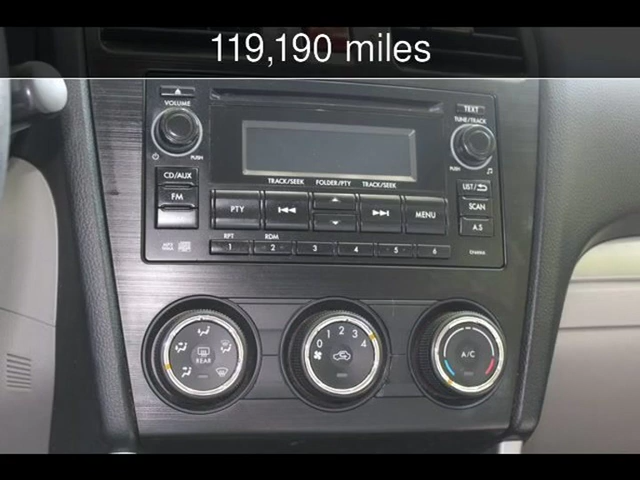 119,190 miles
VOLUME
PUSH
TEXT
TUNE/TRACK
PUSH
TRACK/SEEK FOLDER/PTY TRACK/SEEK
CD/AUX
FM
PTY
MENU
LIST/
SCAN
A.S
RPT RDM
1 2 3 4 5 6
REAR
0 1 2 3 4
A/C